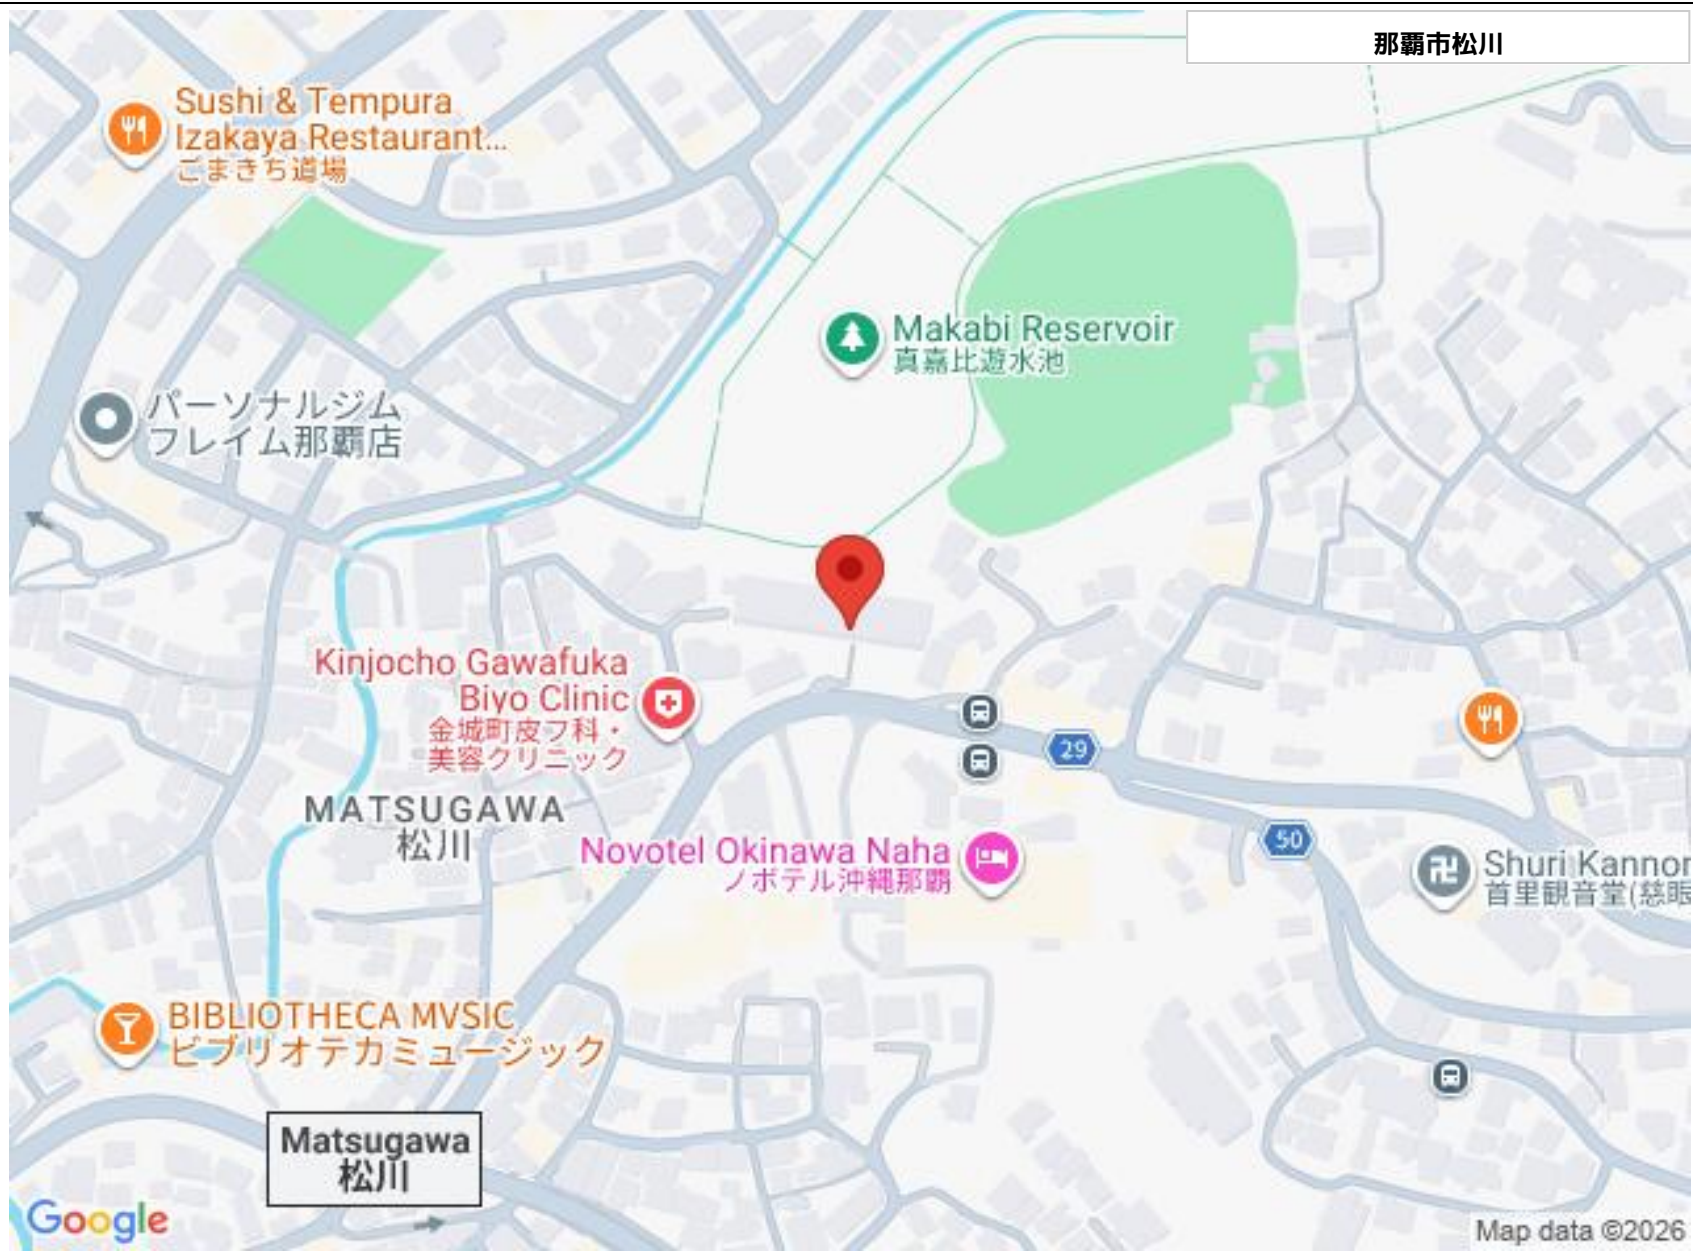 那覇市松川
Sushi & Tempura
Izakaya Restaurant...
ごまきち道場
Makabi Reservoir
真嘉比遊水池
パーソナルジム
フレイム那覇店
Kinjocho Gawafuka
Biyo Clinic
金城町皮フ科・
美容クリニック
29
MATSUGAWA
松川
Novotel Okinawa Naha
ノボテル沖縄那覇
50
Shuri Kannon
首里観音堂(慈眼
BIBLIOTHECA MVSIC
ビブリオテカミュージック
Matsugawa
松川
Google
Map data ©2026